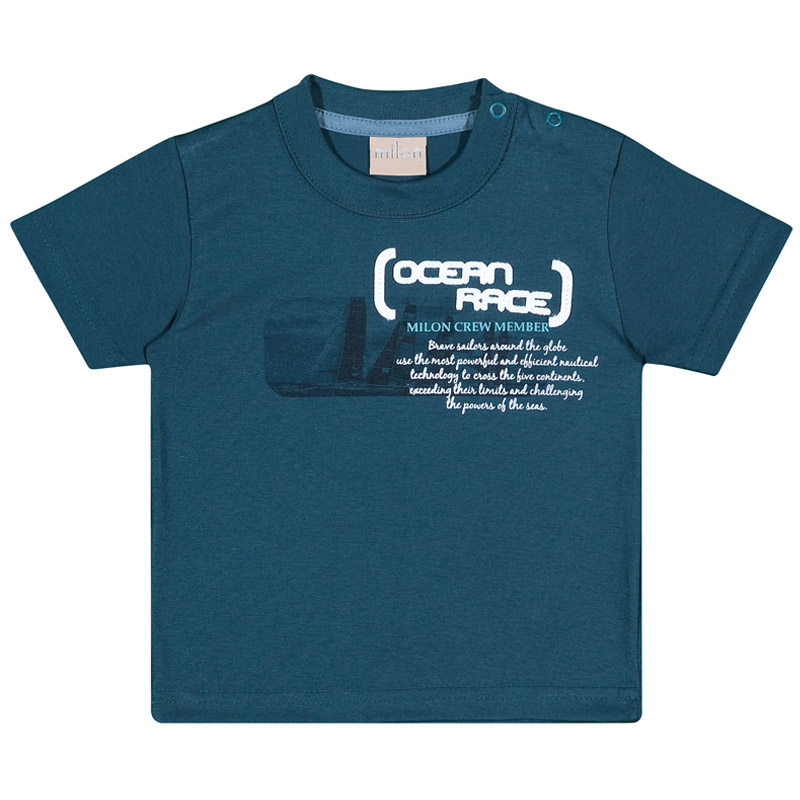 milon
OCEAN
RACE
MILON CREW MEMBER
Brave sailors around the globe
use the most powerful and efficient nautical
technology to cross the five continents,
exceeding their limits and challenging
the powers of the seas.